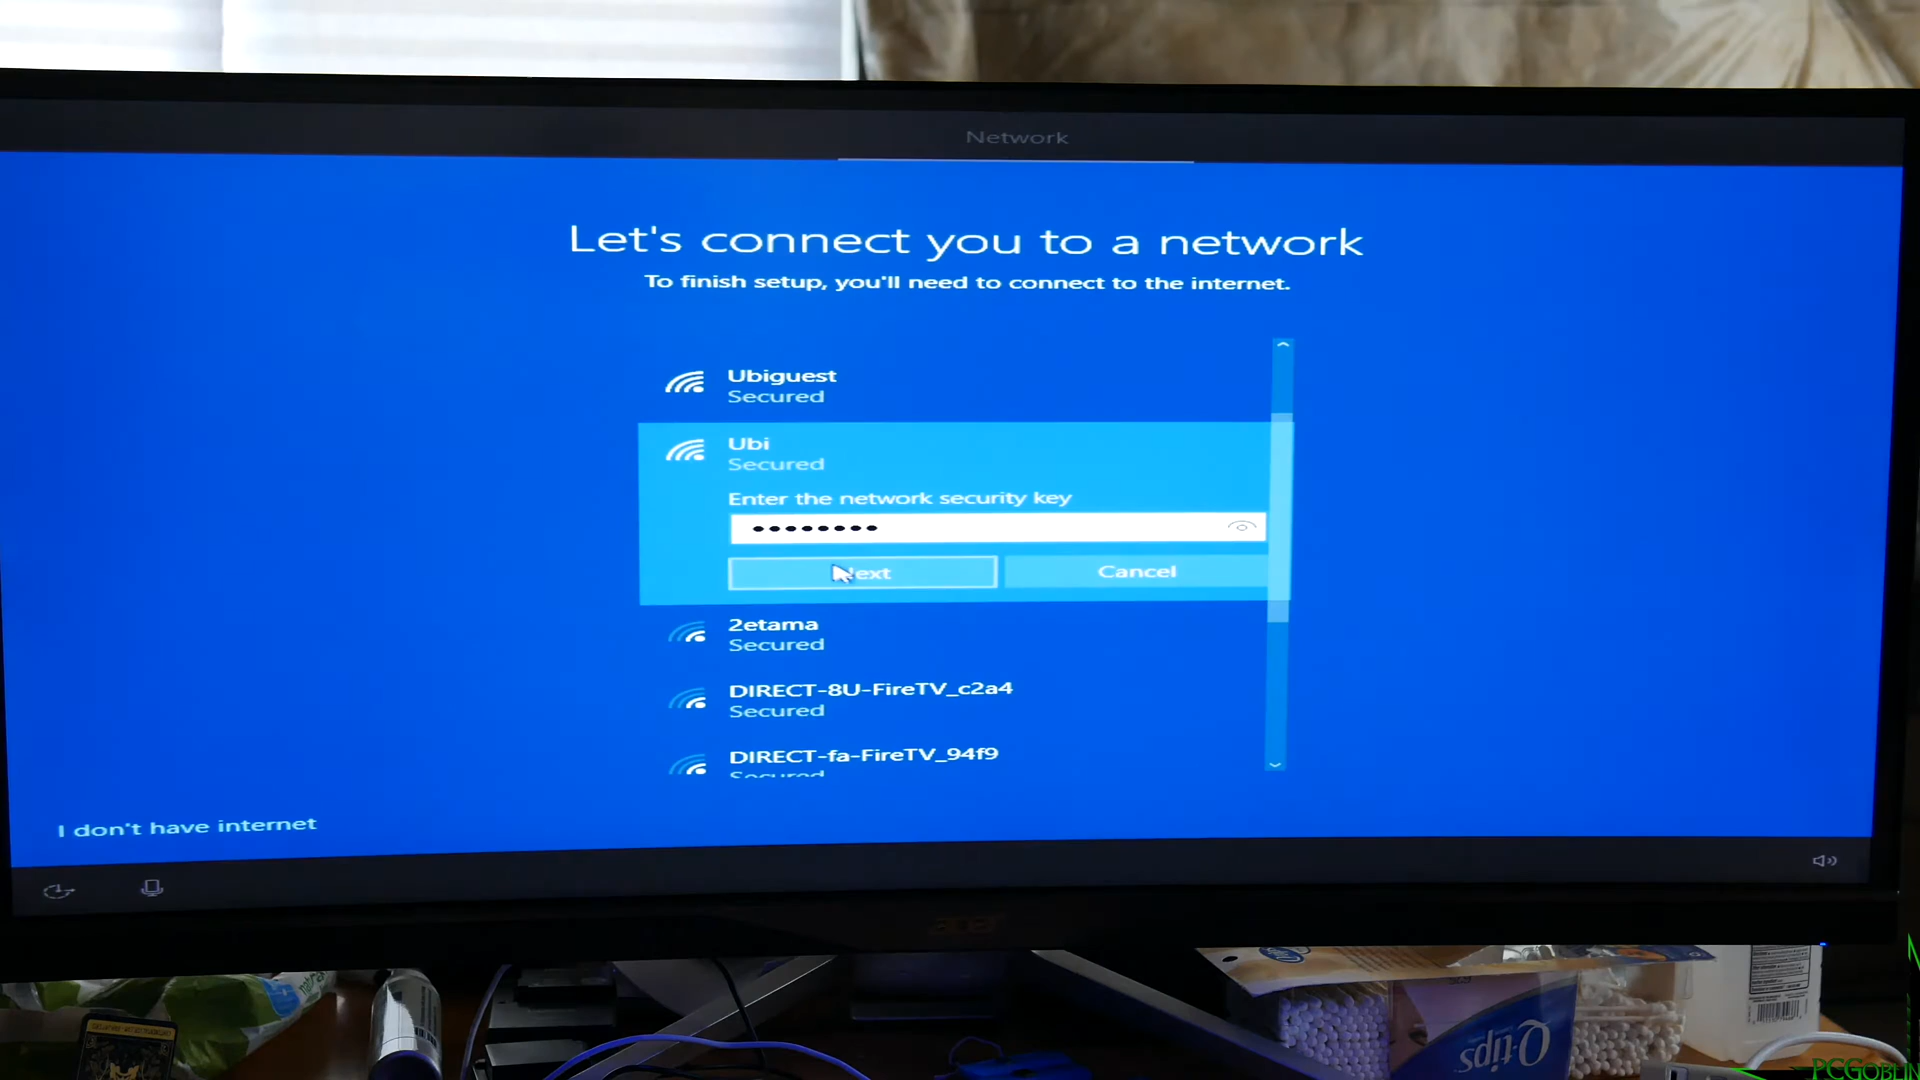 Network
Let's connect you to a network
To finish setup, you'll need to connect to the internet.
Ubiguest
Secured
Ubi
Secured
Enter the network security key
Next
Cancel
2etama
Secured
DIRECT-8U-FireTV_c2a4
Secured
DIRECT-fa-FireTV_94f9
Secured
I don't have internet
acer
Q-tips
PCGOBLIN